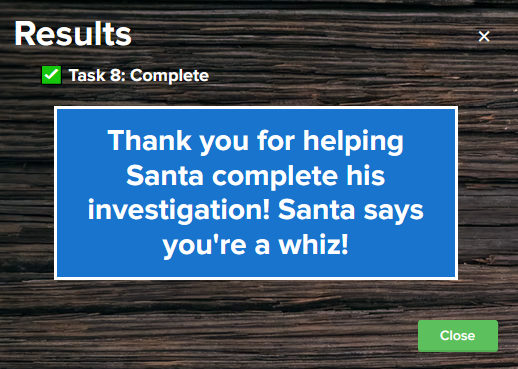 Results
Task 8: Complete
Thank you for helping
Santa complete his
investigation! Santa says
you're a whiz!
Close